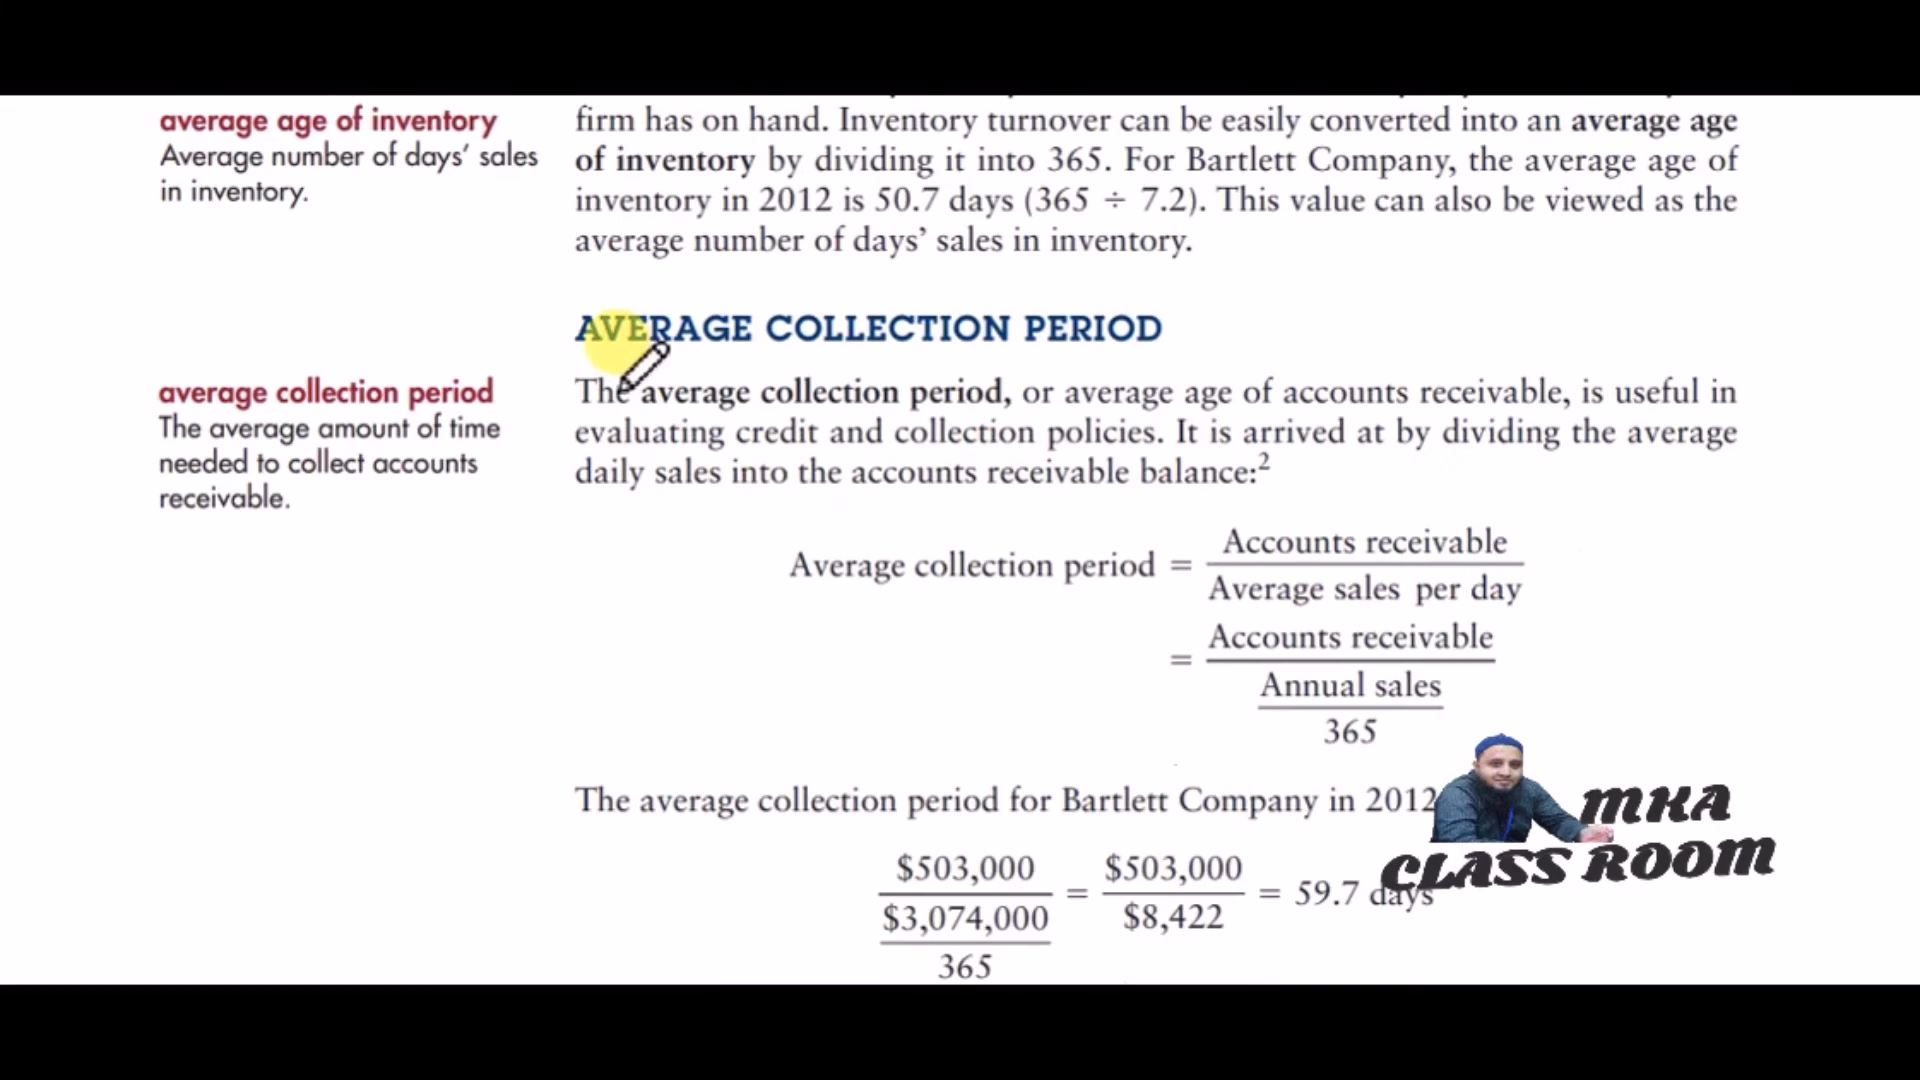 average age of inventory
Average number of days' sales
in inventory.
firm has on hand. Inventory turnover can be easily converted into an average age
of inventory by dividing it into 365. For Bartlett Company, the average age of
inventory in 2012 is 50.7 days (365 ÷ 7.2). This value can also be viewed as the
average number of days' sales in inventory.
AVERAGE COLLECTION PERIOD
average collection period
The average amount of time
needed to collect accounts
receivable.
The average collection period, or average age of accounts receivable, is useful in
evaluating credit and collection policies. It is arrived at by dividing the average
daily sales into the accounts receivable balance:²
Average collection period = Accounts receivable
Average sales per day
= Accounts receivable
Annual sales
365
The average collection period for Bartlett Company in 2012
$503,000 = $503,000 = 59.7 days
$3,074,000 $8,422
365
MKA
CLASS ROOM